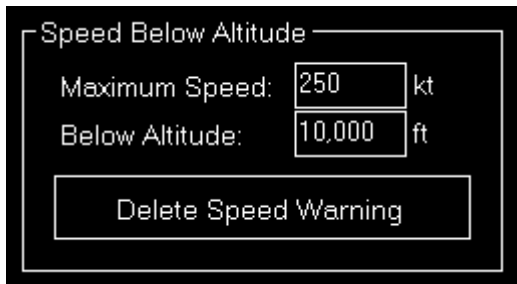 Speed Below Altitude
Maximum Speed: 250 kt
Below Altitude: 10,000 ft
Delete Speed Warning